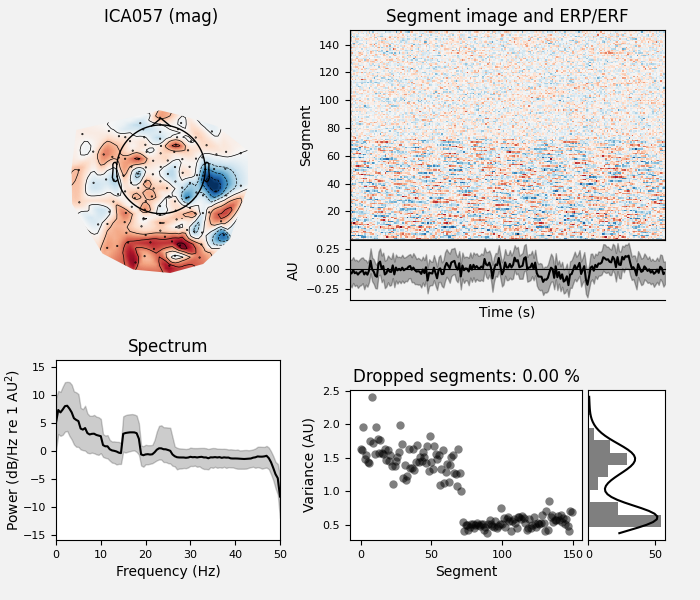 ICA057 (mag)
Segment image and ERP/ERF
Segment
140
120
100
80
60
40
20
AU
0.25
0.00
−0.25
Time (s)
Spectrum
Power (dB/Hz re 1 AU²)
15
10
5
0
−5
−10
−15
0 10 20 30 40 50
Frequency (Hz)
Dropped segments: 0.00 %
Variance (AU)
2.5
2.0
1.5
1.0
0.5
0 50 100 150
Segment
0 50